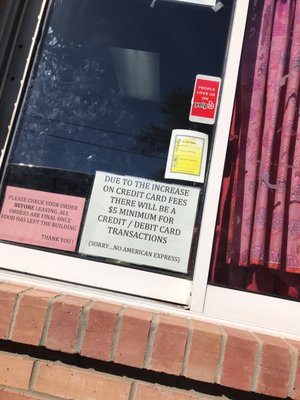 PEOPLE
LOVE US
ON
yelp
PLEASE CHECK YOUR ORDER
BEFORE LEAVING, ALL
ORDERS ARE FINAL ONCE
FOOD HAS LEFT THE BUILDING
THANK YOU !
DUE TO THE INCREASE
ON CREDIT CARD FEES
THERE WILL BE A
$5 MINIMUM FOR
CREDIT / DEBIT CARD
TRANSACTIONS
(SORRY...NO AMERICAN EXPRESS)